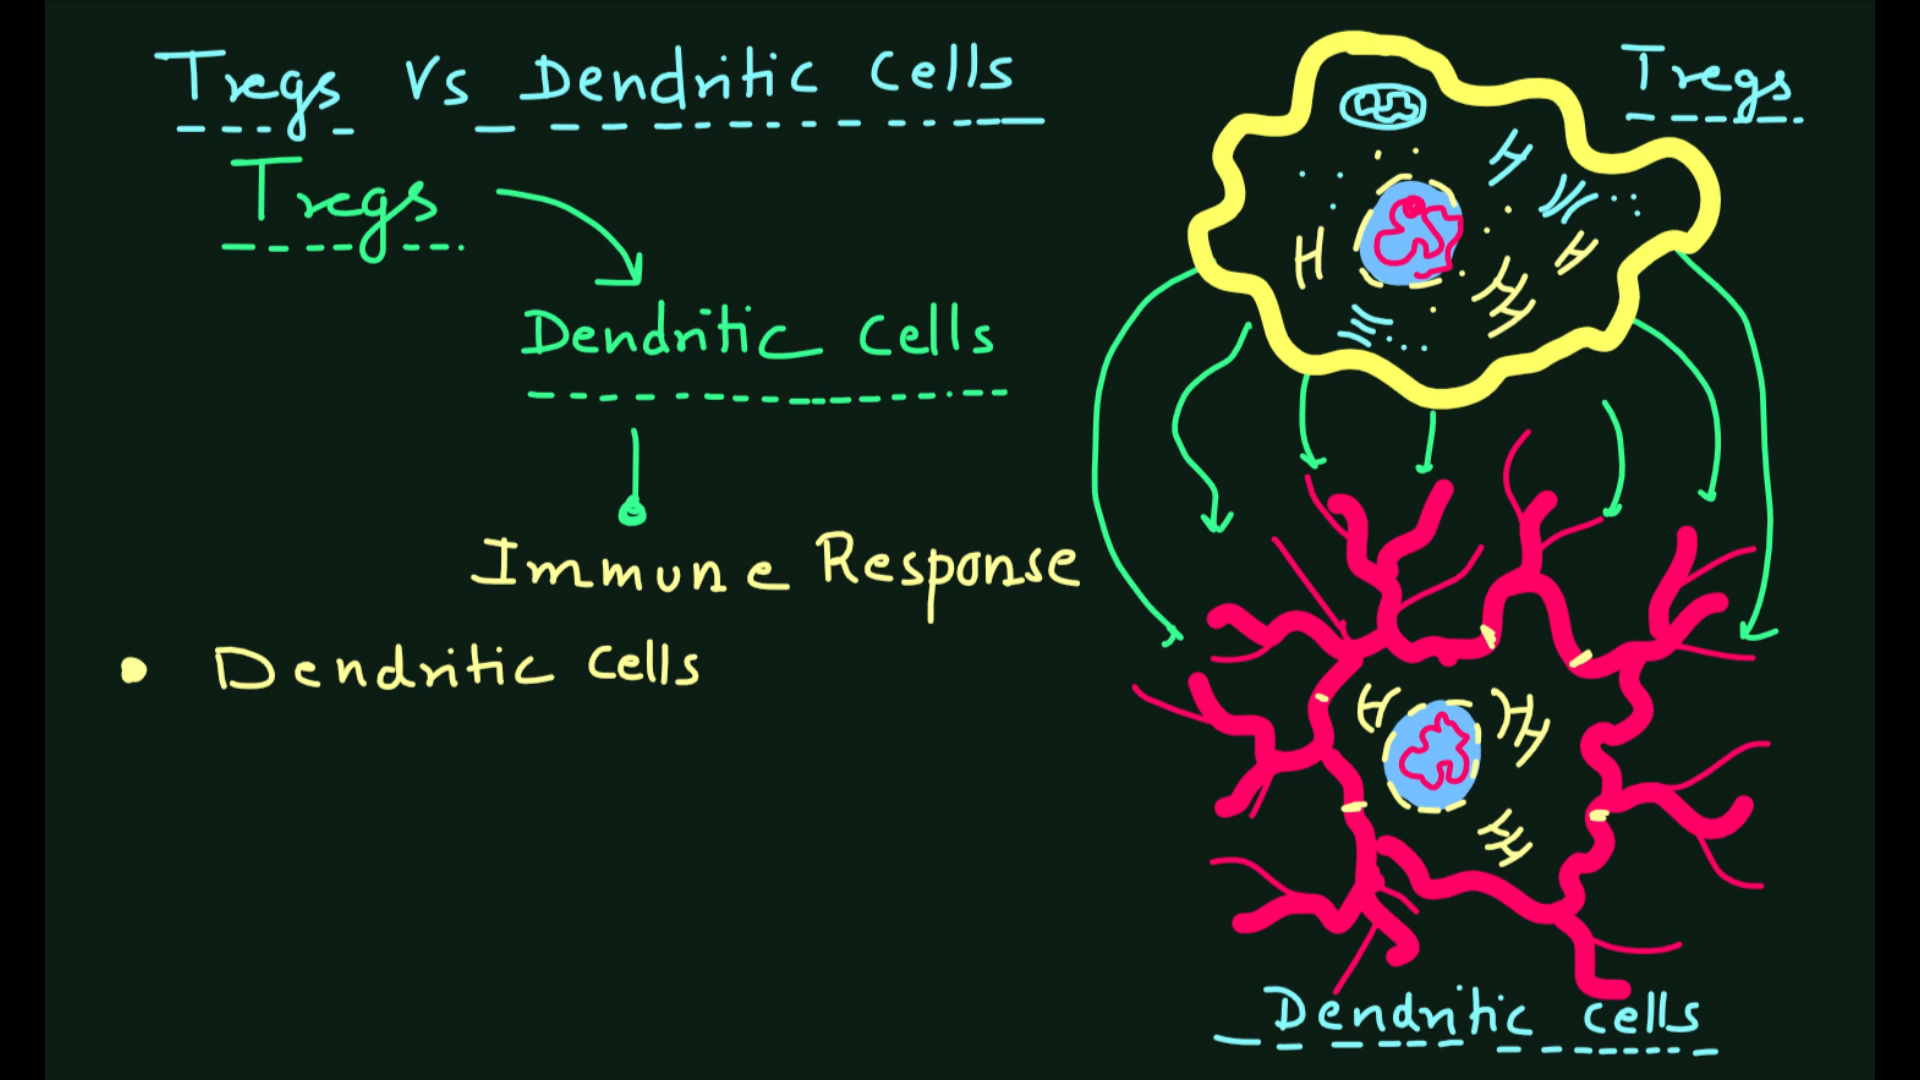 Tregs Vs Dendritic Cells
Tregs
Tregs
Dendritic Cells
Immune Response
• Dendritic Cells
Dendritic cells